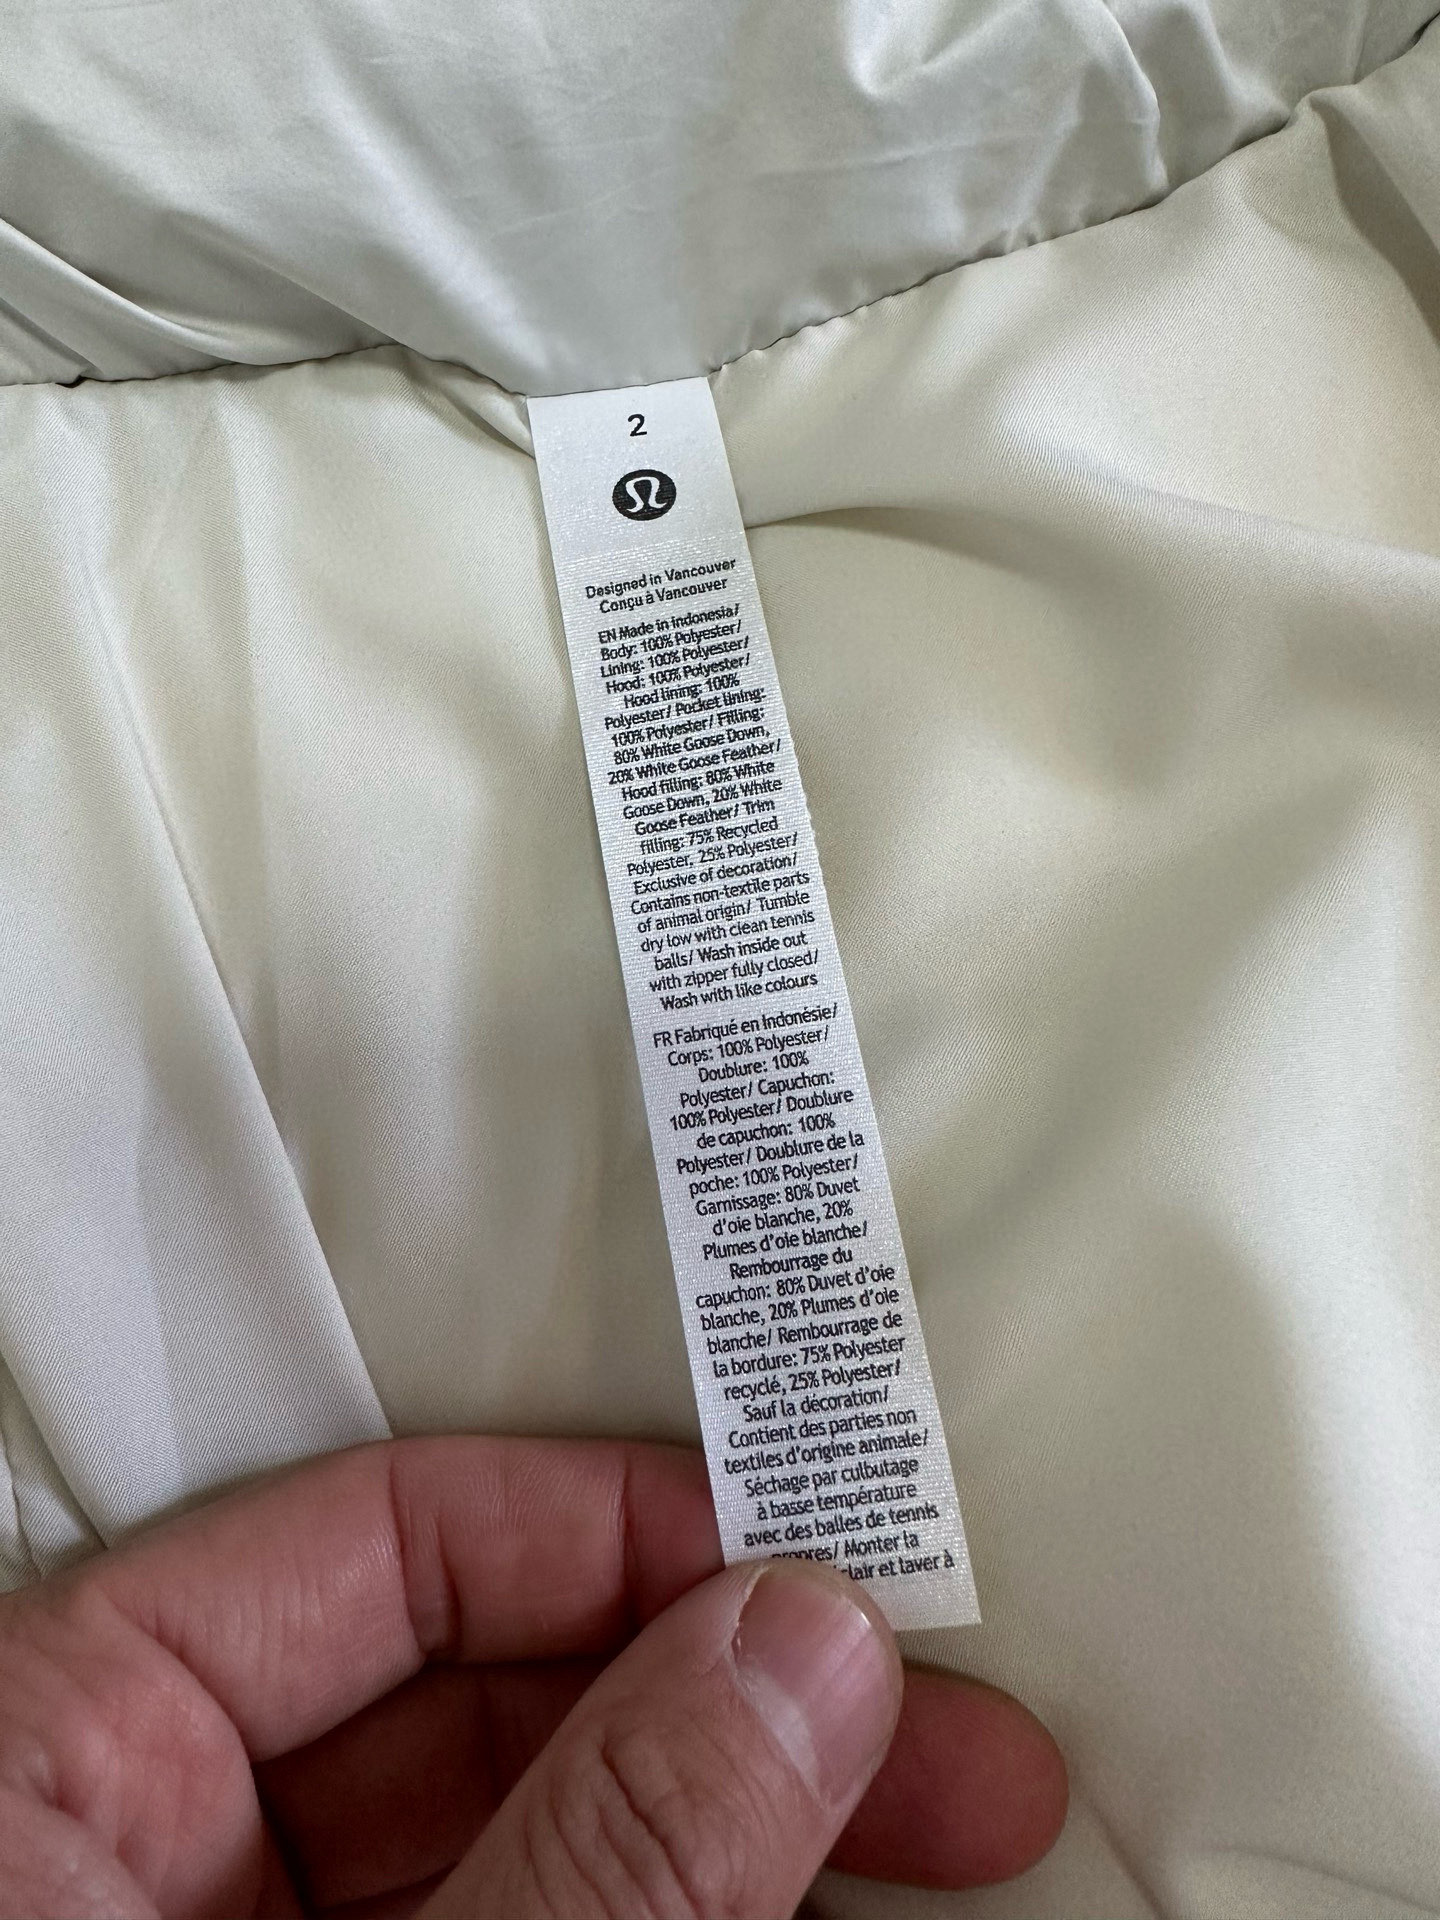 2
Designed in Vancouver
Conçu à Vancouver
EN Made in Indonesia/
Body: 100% Polyester/
Lining: 100% Polyester/
Hood: 100% Polyester/
Hood lining: 100%
Polyester/ Pocket lining:
100% Polyester/ Filling:
80% White Goose Down,
20% White Goose Feather/
Hood filling: 80% White
Goose Down, 20% White
Goose Feather/ Trim
filling: 75% Recycled
Polyester, 25% Polyester/
Exclusive of decoration/
Contains non-textile parts
of animal origin/ Tumble
dry low with clean tennis
balls/ Wash inside out
with zipper fully closed/
Wash with like colours
FR Fabriqué en Indonésie/
Corps: 100% Polyester/
Doublure: 100%
Polyester/ Capuchon:
100% Polyester/ Doublure
de capuchon: 100%
Polyester/ Doublure de la
poche: 100% Polyester/
Garnissage: 80% Duvet
d'oie blanche, 20%
Plumes d'oie blanche/
Rembourrage du
capuchon: 80% Duvet d'oie
blanche, 20% Plumes d'oie
blanche/ Rembourrage de
la bordure: 75% Polyester
recyclé, 25% Polyester/
Sauf la décoration/
Contient des parties non
textiles d'origine animale/
Séchage par culbutage
à basse température
avec des balles de tennis
propres/ Monter la
et laver à